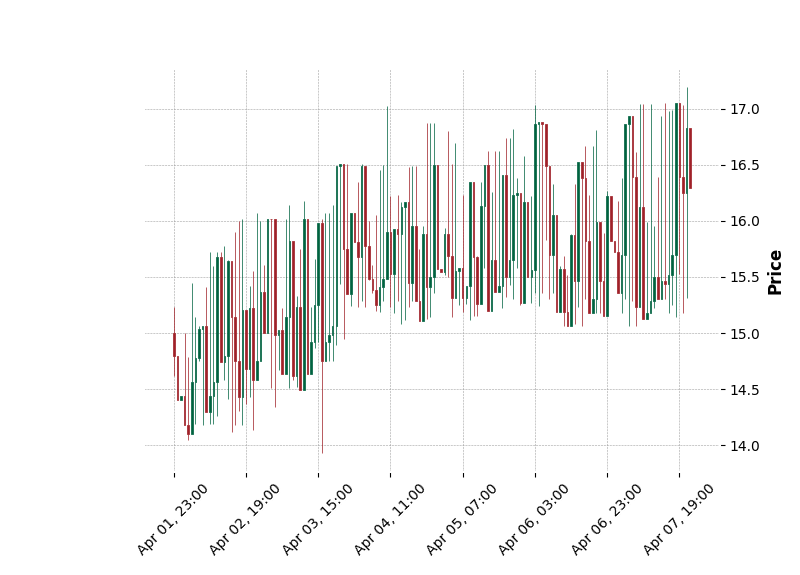 17.0
16.5
16.0
15.5
15.0
14.5
14.0
Price
Apr 01, 23:00
Apr 02, 19:00
Apr 03, 15:00
Apr 04, 11:00
Apr 05, 07:00
Apr 06, 03:00
Apr 06, 23:00
Apr 07, 19:00